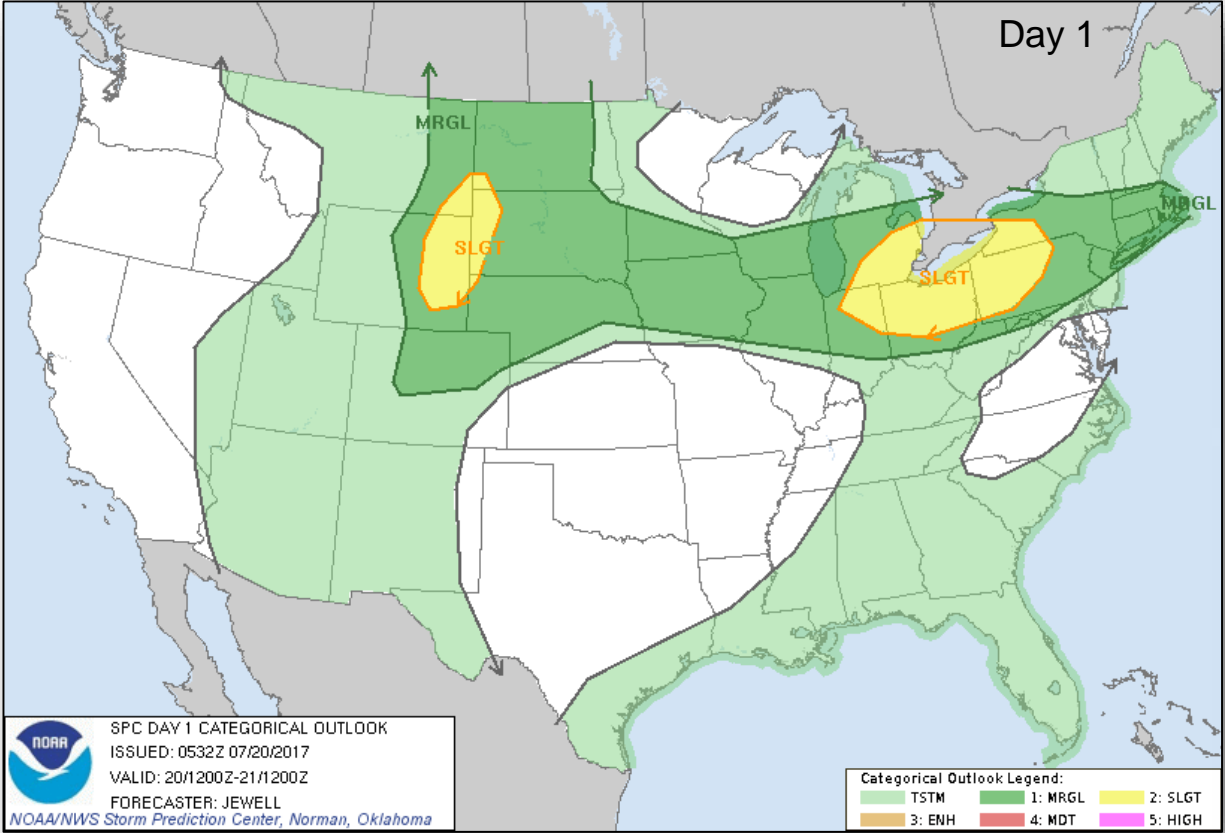 Day 1
MRGL
MRGL
SLGT
SLGT
NOAA
SPC DAY 1 CATEGORICAL OUTLOOK
ISSUED: 0532Z 07/20/2017
VALID: 20/1200Z-21/1200Z
FORECASTER: JEWELL
NOAA/NWS Storm Prediction Center, Norman, Oklahoma
Categorical Outlook Legend:
TSTM 1: MRGL 2: SLGT
3: ENH 4: MDT 5: HIGH